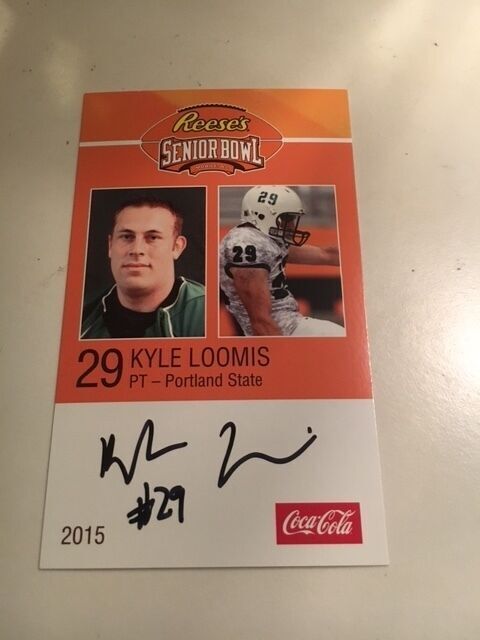 Reese's
SENIOR BOWL
29
29
29 KYLE LOOMIS
PT – Portland State
#29
2015
Coca-Cola